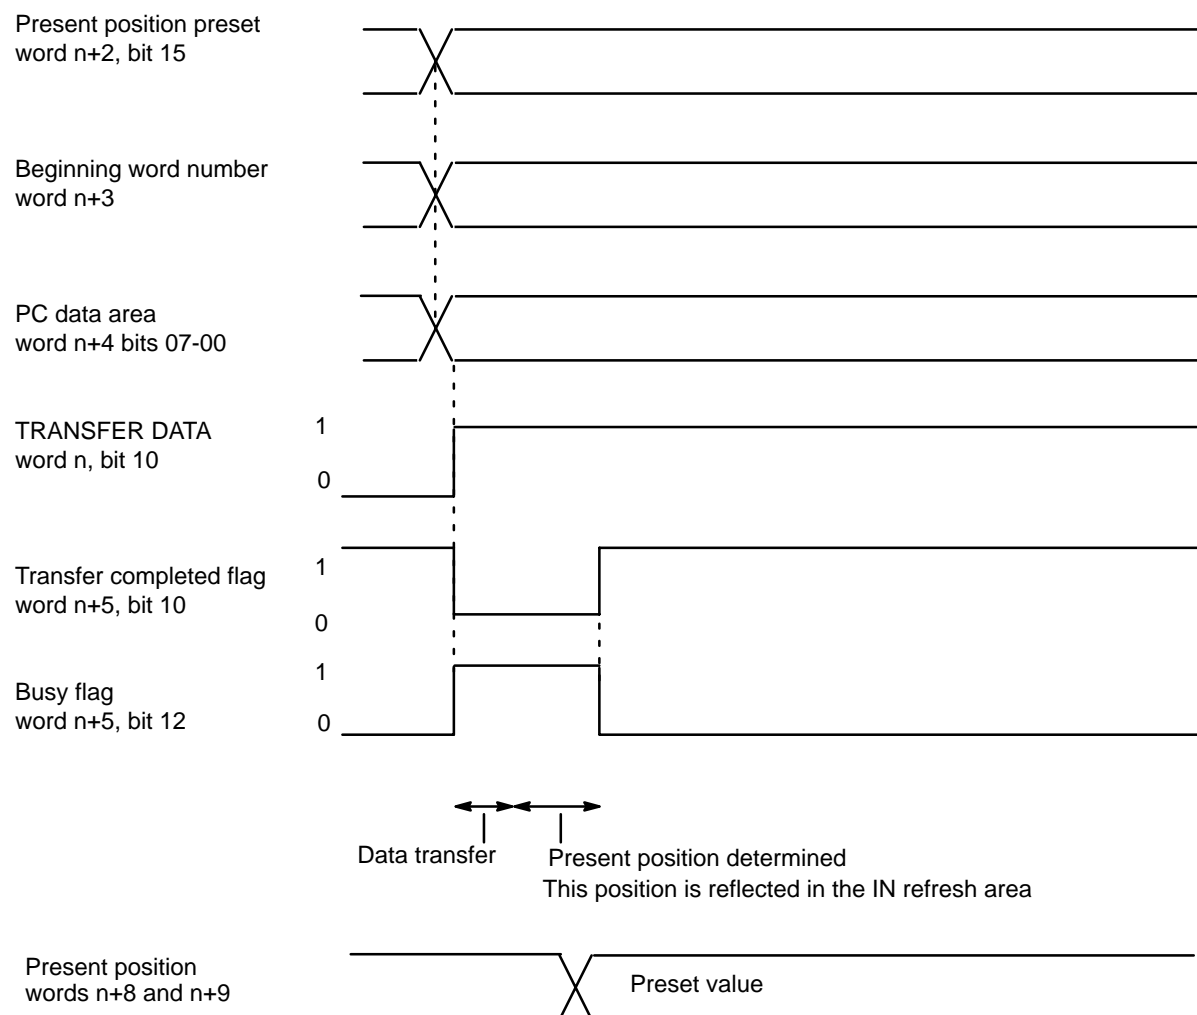 Present position preset
word n+2, bit 15
Beginning word number
word n+3
PC data area
word n+4 bits 07-00
TRANSFER DATA
word n, bit 10
1
0
Transfer completed flag
word n+5, bit 10
1
0
Busy flag
word n+5, bit 12
1
0
Data transfer
Present position determined
This position is reflected in the IN refresh area
Present position
words n+8 and n+9
Preset value